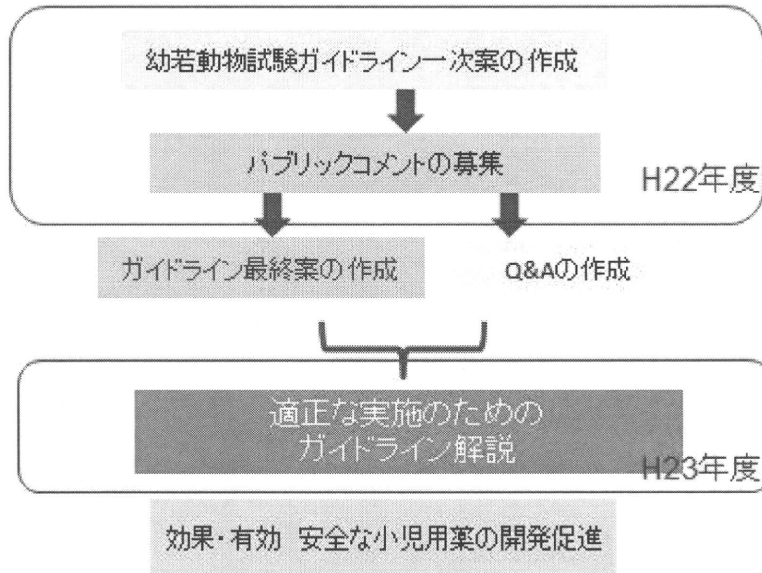 幼若動物試験ガイドライン一次案の作成
パブリックコメントの募集
H22年度
ガイドライン最終案の作成
Q&Aの作成
適正な実施のための
ガイドライン解説
H23年度
効果・有効 安全な小児用薬の開発促進